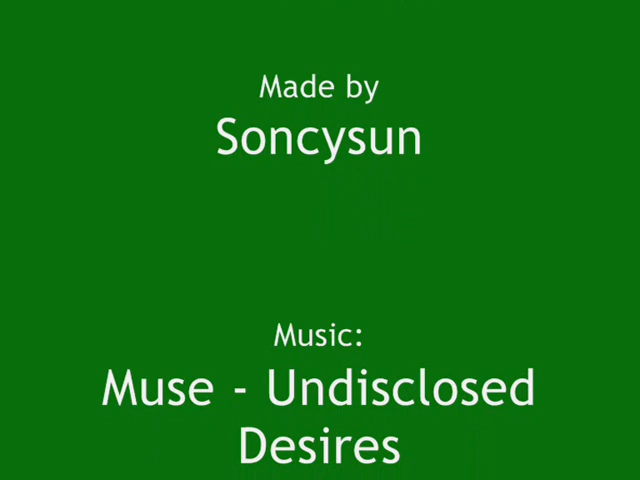 Made by
Soncysun
Music:
Muse - Undisclosed
Desires